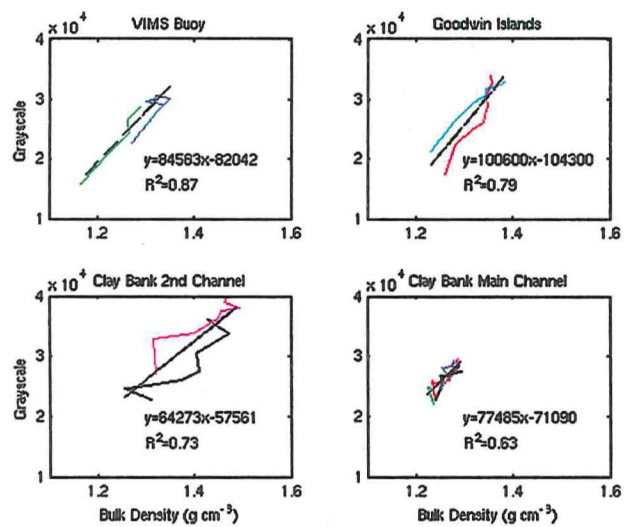 VIMS Buoy
Goodwin Islands
x 10^4
x 10^4
4
3
2
1
Grayscale
y=84583x-82042
R^2=0.87
1.2
1.4
1.6
4
3
2
1
y=100600x-104300
R^2=0.79
1.2
1.4
1.6
x 10^4
Clay Bank 2nd Channel
4
3
2
1
Grayscale
y=64273x-57561
R^2=0.73
1.2
1.4
1.6
Bulk Density (g cm^-3)
x 10^4
Clay Bank Main Channel
4
3
2
1
y=77485x-71090
R^2=0.63
1.2
1.4
1.6
Bulk Density (g cm^-3)